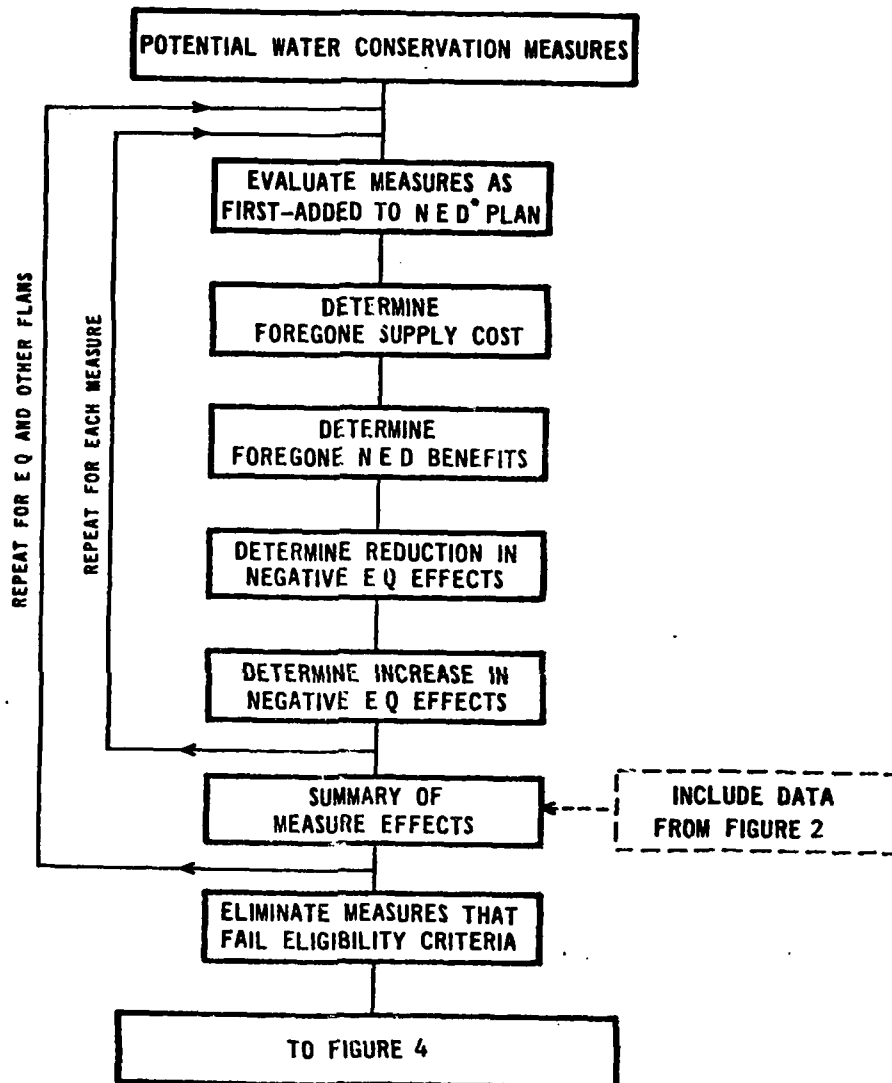 POTENTIAL WATER CONSERVATION MEASURES
EVALUATE MEASURES AS
FIRST-ADDED TO N E D* PLAN
DETERMINE
FOREGONE SUPPLY COST
DETERMINE
FOREGONE N E D BENEFITS
DETERMINE REDUCTION IN
NEGATIVE E Q EFFECTS
DETERMINE INCREASE IN
NEGATIVE E Q EFFECTS
SUMMARY OF
MEASURE EFFECTS
INCLUDE DATA
FROM FIGURE 2
ELIMINATE MEASURES THAT
FAIL ELIGIBILITY CRITERIA
TO FIGURE 4
REPEAT FOR E Q AND OTHER PLANS
REPEAT FOR EACH MEASURE